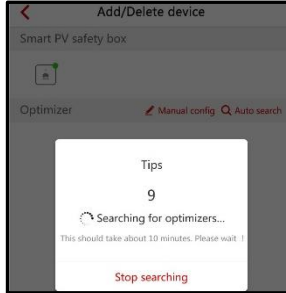 Add/Delete device
Smart PV safety box
Optimizer Manual config Auto search
Tips
9
Searching for optimizers...
This should take about 10 minutes. Please wait !
Stop searching